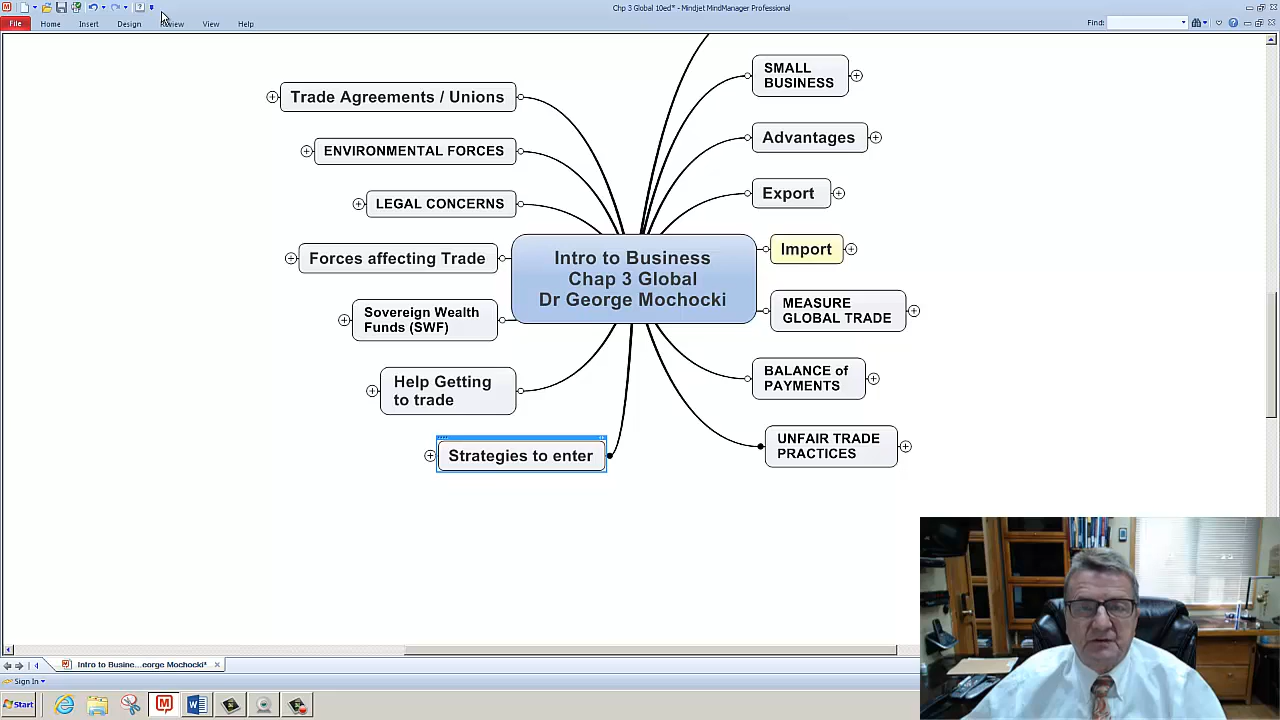 Chp 3 Global 10ed* - Mindjet MindManager Professional
File Home Insert Design Review View Help
Find:
Trade Agreements / Unions
ENVIRONMENTAL FORCES
LEGAL CONCERNS
Forces affecting Trade
Sovereign Wealth
Funds (SWF)
Help Getting
to trade
Strategies to enter
Intro to Business
Chap 3 Global
Dr George Mochocki
SMALL
BUSINESS
Advantages
Export
Import
MEASURE
GLOBAL TRADE
BALANCE of
PAYMENTS
UNFAIR TRADE
PRACTICES
Intro to Busine...eorge Mochocki*
Sign In
Start